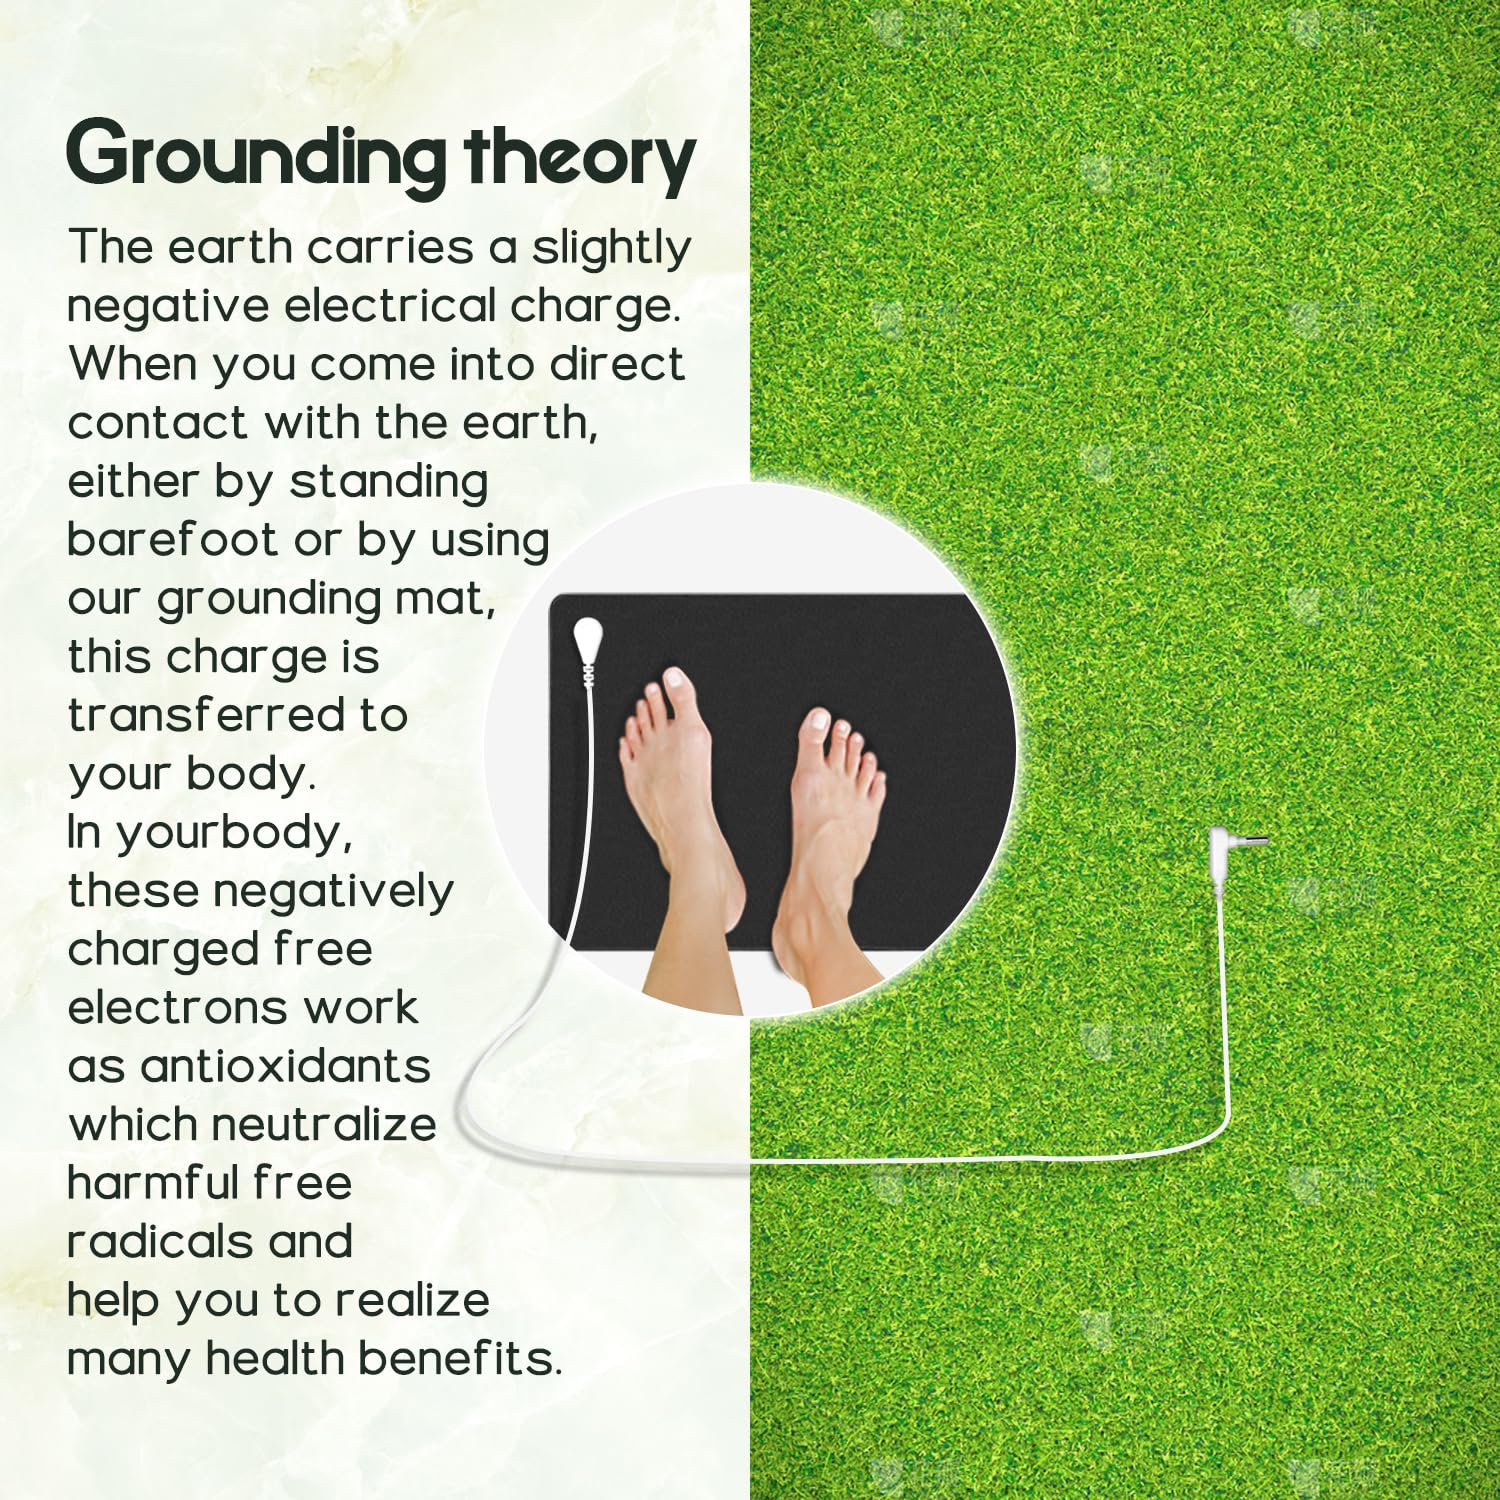 Grounding theory
The earth carries a slightly
negative electrical charge.
When you come into direct
contact with the earth,
either by standing
barefoot or by using
our grounding mat,
this charge is
transferred to
your body.
In yourbody,
these negatively
charged free
electrons work
as antioxidants
which neutralize
harmful free
radicals and
help you to realize
many health benefits.